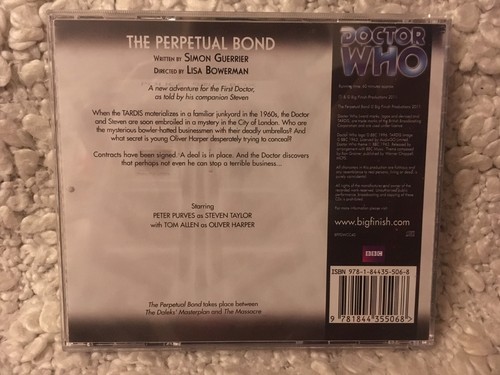 THE PERPETUAL BOND
WRITTEN BY SIMON GUERRIER
DIRECTED BY LISA BOWERMAN
A new adventure for the First Doctor,
as told by his companion Steven
When the TARDIS materializes in a familiar junkyard in the 1960s, the Doctor
and Steven are soon embroiled in a mystery in the City of London. Who are
the mysterious bowler-hatted businessmen with their deadly umbrellas? And
what secret is young Oliver Harper desperately trying to conceal?
Contracts have been signed. A deal is in place. And the Doctor discovers
that perhaps not even he can stop a terrible business...
Starring
PETER PURVES as STEVEN TAYLOR
with TOM ALLEN as OLIVER HARPER
The Perpetual Bond takes place between
The Daleks' Masterplan and The Massacre
DOCTOR
WHO
www.bigfinish.com
BBC
ISBN 978-1-84435-506-8
9 781844 355068